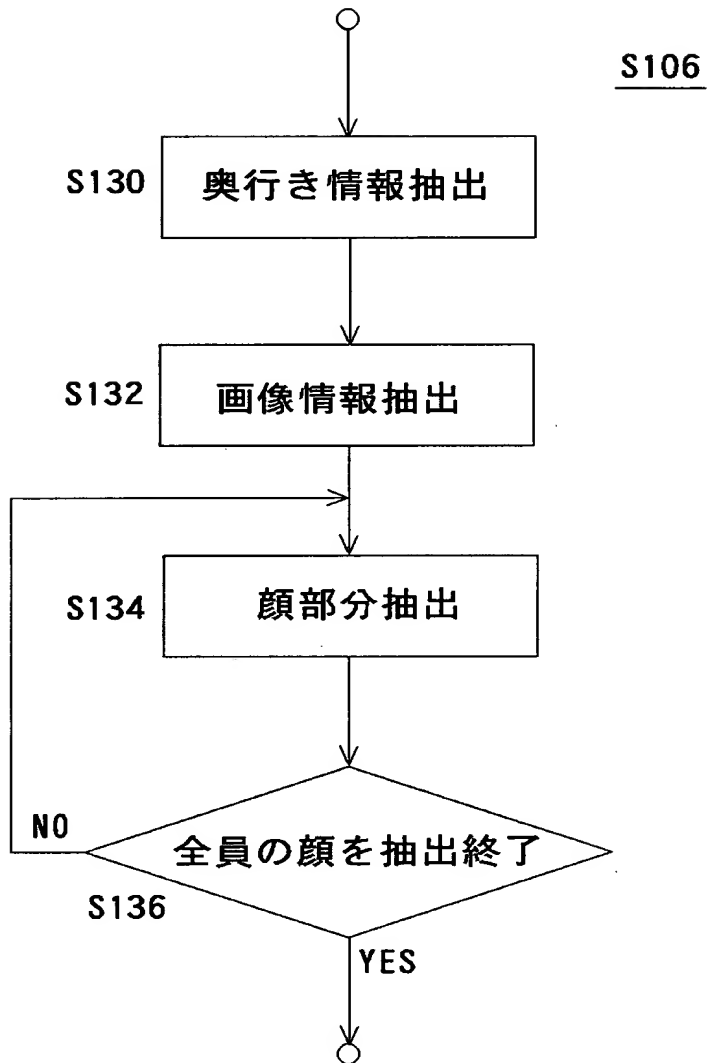 S106
S130
奥行き情報抽出
S132
画像情報抽出
S134
顔部分抽出
NO
全員の顔を抽出終了
S136
YES